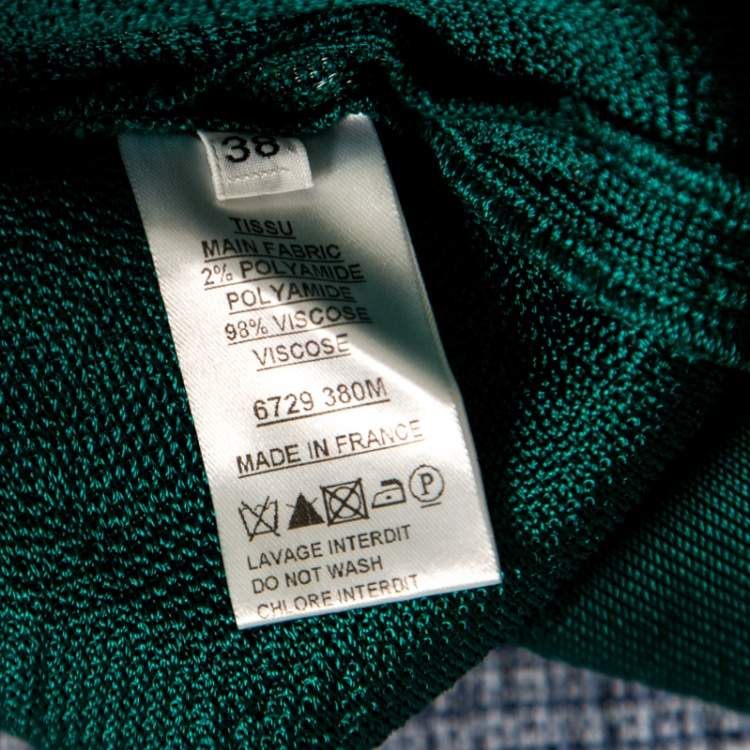 38
TISSU
MAIN FABRIC
2% POLYAMIDE
POLYAMIDE
98% VISCOSE
VISCOSE
6729 380M
MADE IN FRANCE
P
LAVAGE INTERDIT
DO NOT WASH
CHLORE INTERDIT